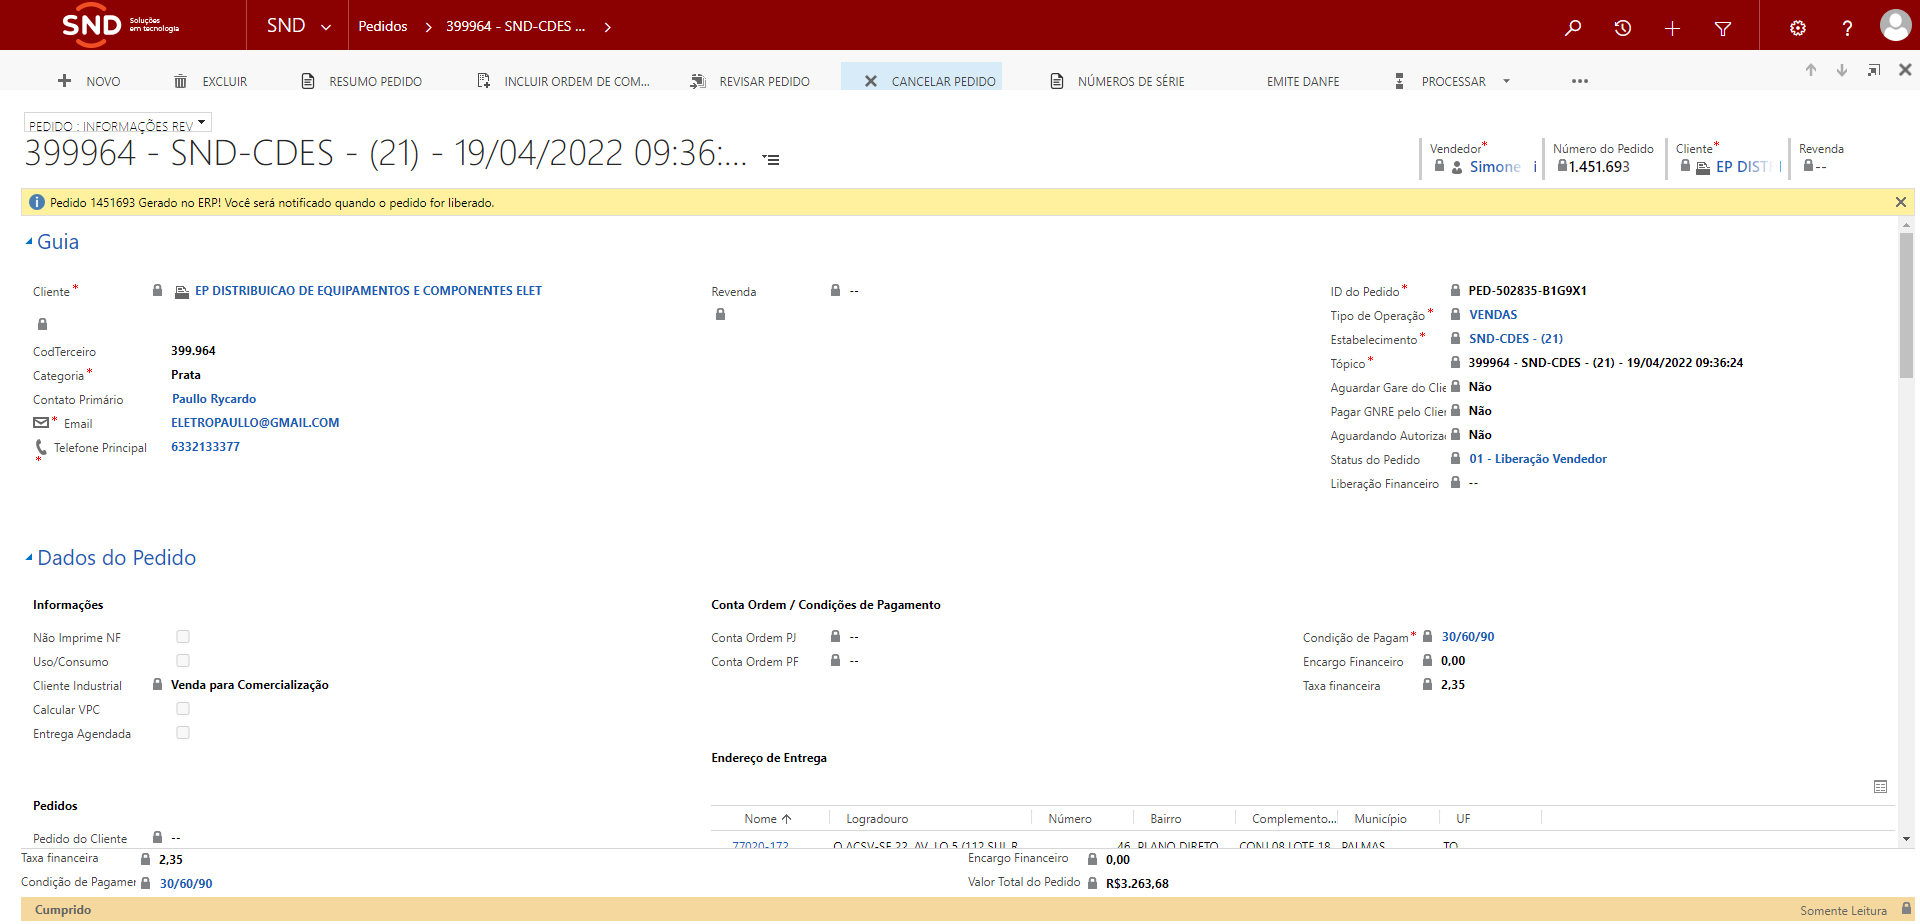 SND Soluções em tecnologia
SND
Pedidos
399964 - SND-CDES ...
NOVO
EXCLUIR
RESUMO PEDIDO
INCLUIR ORDEM DE COM...
REVISAR PEDIDO
CANCELAR PEDIDO
NÚMEROS DE SÉRIE
EMITE DANFE
PROCESSAR
PEDIDO : INFORMAÇÕES REV
399964 - SND-CDES - (21) - 19/04/2022 09:36:...
Vendedor*
Simone
Número do Pedido
1.451.693
Cliente*
EP DIST
Revenda
--
Pedido 1451693 Gerado no ERP! Você será notificado quando o pedido for liberado.
Guia
Cliente* EP DISTRIBUICAO DE EQUIPAMENTOS E COMPONENTES ELET
CodTerceiro 399.964
Categoria* Prata
Contato Primário Paullo Rycardo
* Email ELETROPAULLO@GMAIL.COM
Telefone Principal * 6332133377
Revenda --
ID do Pedido* PED-502835-B1G9X1
Tipo de Operação* VENDAS
Estabelecimento* SND-CDES - (21)
Tópico* 399964 - SND-CDES - (21) - 19/04/2022 09:36:24
Aguardar Gare do Clie Não
Pagar GNRE pelo Clier Não
Aguardando Autoriza Não
Status do Pedido 01 - Liberação Vendedor
Liberação Financeiro --
Dados do Pedido
Informações
Não Imprime NF
Uso/Consumo
Cliente Industrial Venda para Comercialização
Calcular VPC
Entrega Agendada
Conta Ordem / Condições de Pagamento
Conta Ordem PJ --
Conta Ordem PF --
Condição de Pagam* 30/60/90
Encargo Financeiro 0,00
Taxa financeira 2,35
Endereço de Entrega
Nome Logradouro Número Bairro Complemento... Município UF
77020-172 Q ACSV-SE 22, AV. LO 5 (112 SUL R 46 PLANO DIRETO CONJ 08 LOTE 18 PALMAS TO
Pedidos
Pedido do Cliente --
Taxa financeira 2,35
Condição de Pagamer 30/60/90
Encargo Financeiro 0,00
Valor Total do Pedido R$3.263,68
Cumprido
Somente Leitura